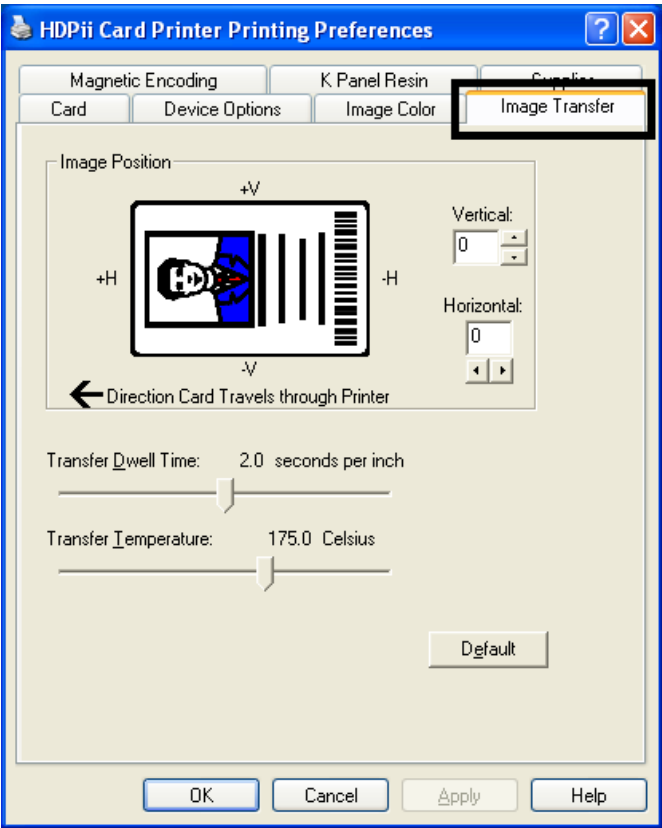 HDPii Card Printer Printing Preferences
Magnetic Encoding K Panel Resin Supplies
Card Device Options Image Color Image Transfer
Image Position
+V
Vertical:
0
+H -H
Horizontal:
0
-V
Direction Card Travels through Printer
Transfer Dwell Time: 2.0 seconds per inch
Transfer Temperature: 175.0 Celsius
Default
OK Cancel Apply Help